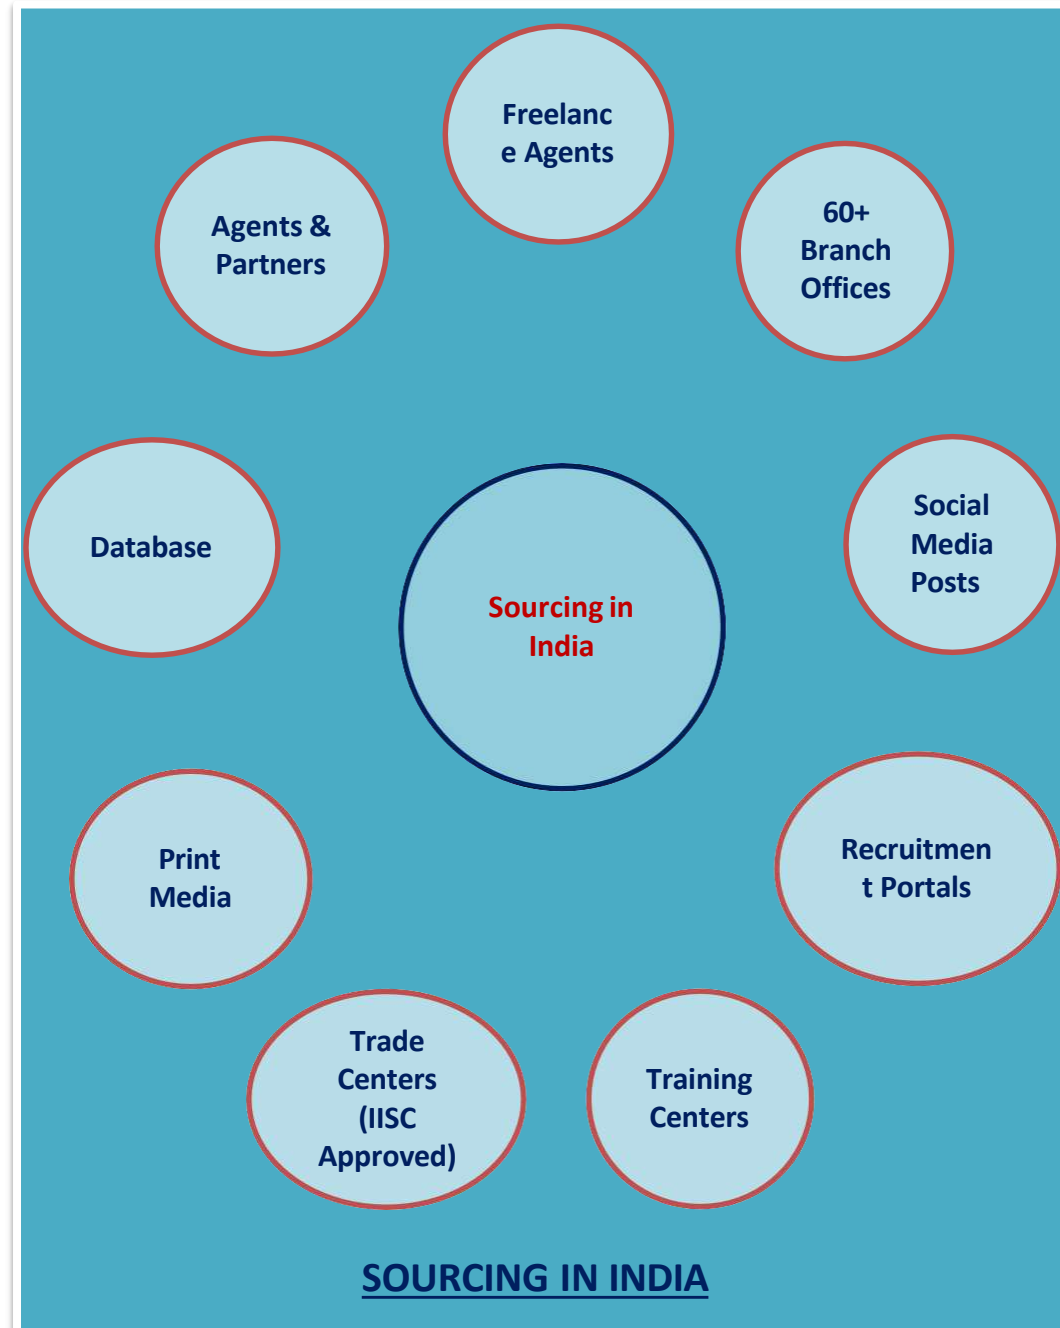 Freelanc
e Agents
Agents &
Partners
60+
Branch
Offices
Database
Social
Media
Posts
Sourcing in
India
Print
Media
Recruitmen
t Portals
Trade
Centers
(IISC
Approved)
Training
Centers
SOURCING IN INDIA